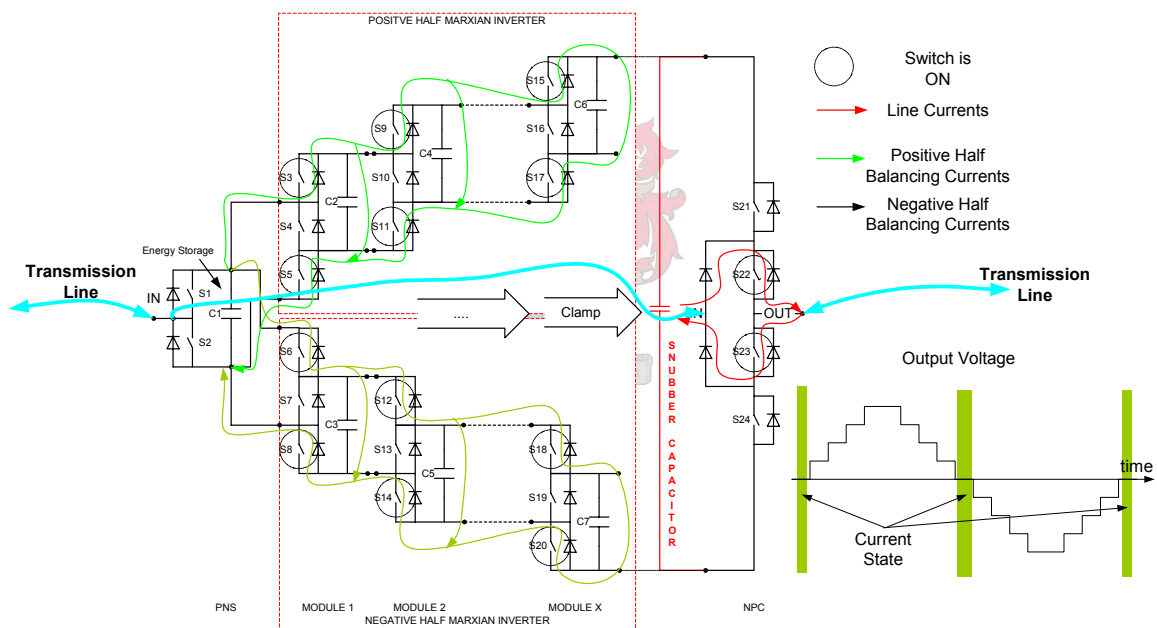 POSITVE HALF MARXIAN INVERTER
S15
C6
S16
S17
S9
C4
S10
S11
S3
C2
S4
S5
Energy Storage
Transmission
Line
IN
S1
C1
S2
....
Clamp
S6
S7
C3
S8
S12
S13
C5
S14
S18
S19
C7
S20
SNUBBER CAPACITOR
S21
S22
IN
OUT
S23
S24
Transmission
Line
Switch is
ON
Line Currents
Positive Half
Balancing Currents
Negative Half
Balancing Currents
Output Voltage
time
Current
State
PNS
MODULE 1
MODULE 2
MODULE X
NPC
NEGATIVE HALF MARXIAN INVERTER